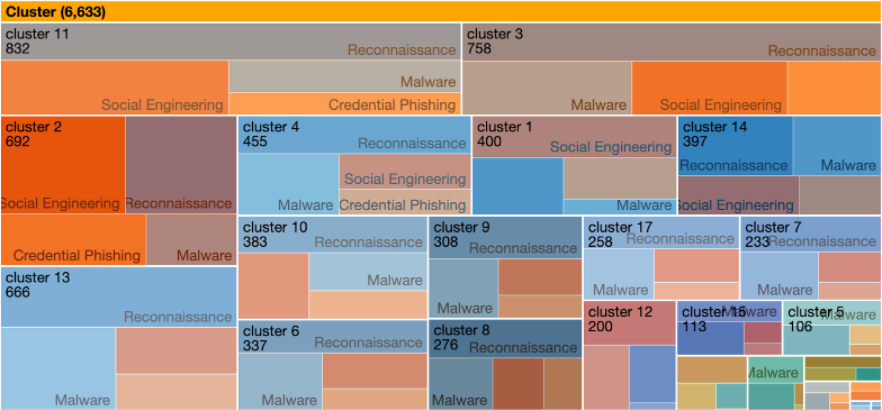 Cluster (6,633)
cluster 11
832
Reconnaissance
Social Engineering
Malware
Credential Phishing
cluster 3
758
Reconnaissance
Malware
Social Engineering
cluster 2
692
Social Engineering
Reconnaissance
Credential Phishing
Malware
cluster 4
455
Reconnaissance
Malware
Social Engineering
Credential Phishing
cluster 1
400
Social Engineering
Malware
cluster 14
397
Reconnaissance
Malware
Social Engineering
cluster 13
666
Reconnaissance
Malware
cluster 10
383
Reconnaissance
Malware
cluster 6
337
Reconnaissance
Malware
cluster 9
308
Reconnaissance
Malware
cluster 8
276
Reconnaissance
Malware
cluster 17
258
Reconnaissance
Malware
cluster 7
233
Reconnaissance
Malware
cluster 12
200
Malware
113
cluster 5
106
Malware
Malware